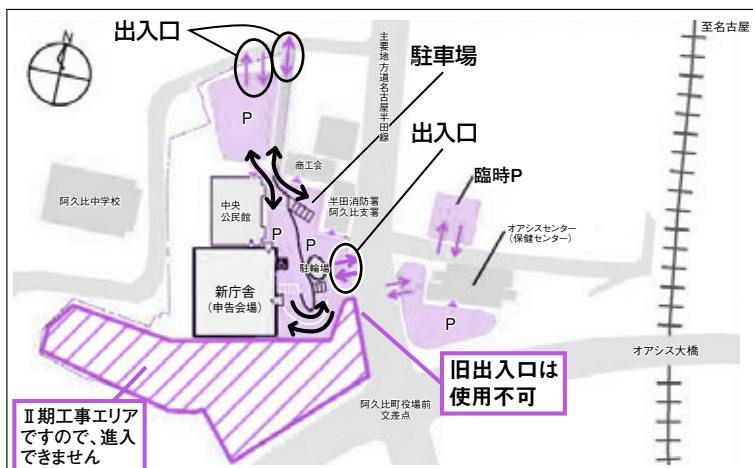 出入口
至名古屋
N
主要地方道名古屋半田線
駐車場
P
出入口
商工会
阿久比中学校
半田消防署
阿久比支署
臨時P
中央
公民館
P
P
オアシスセンター
(保健センター)
駐輪場
新庁舎
(申告会場)
P
オアシス大橋
旧出入口は
使用不可
Ⅱ期工事エリア
ですので、進入
できません
阿久比町役場前
交差点